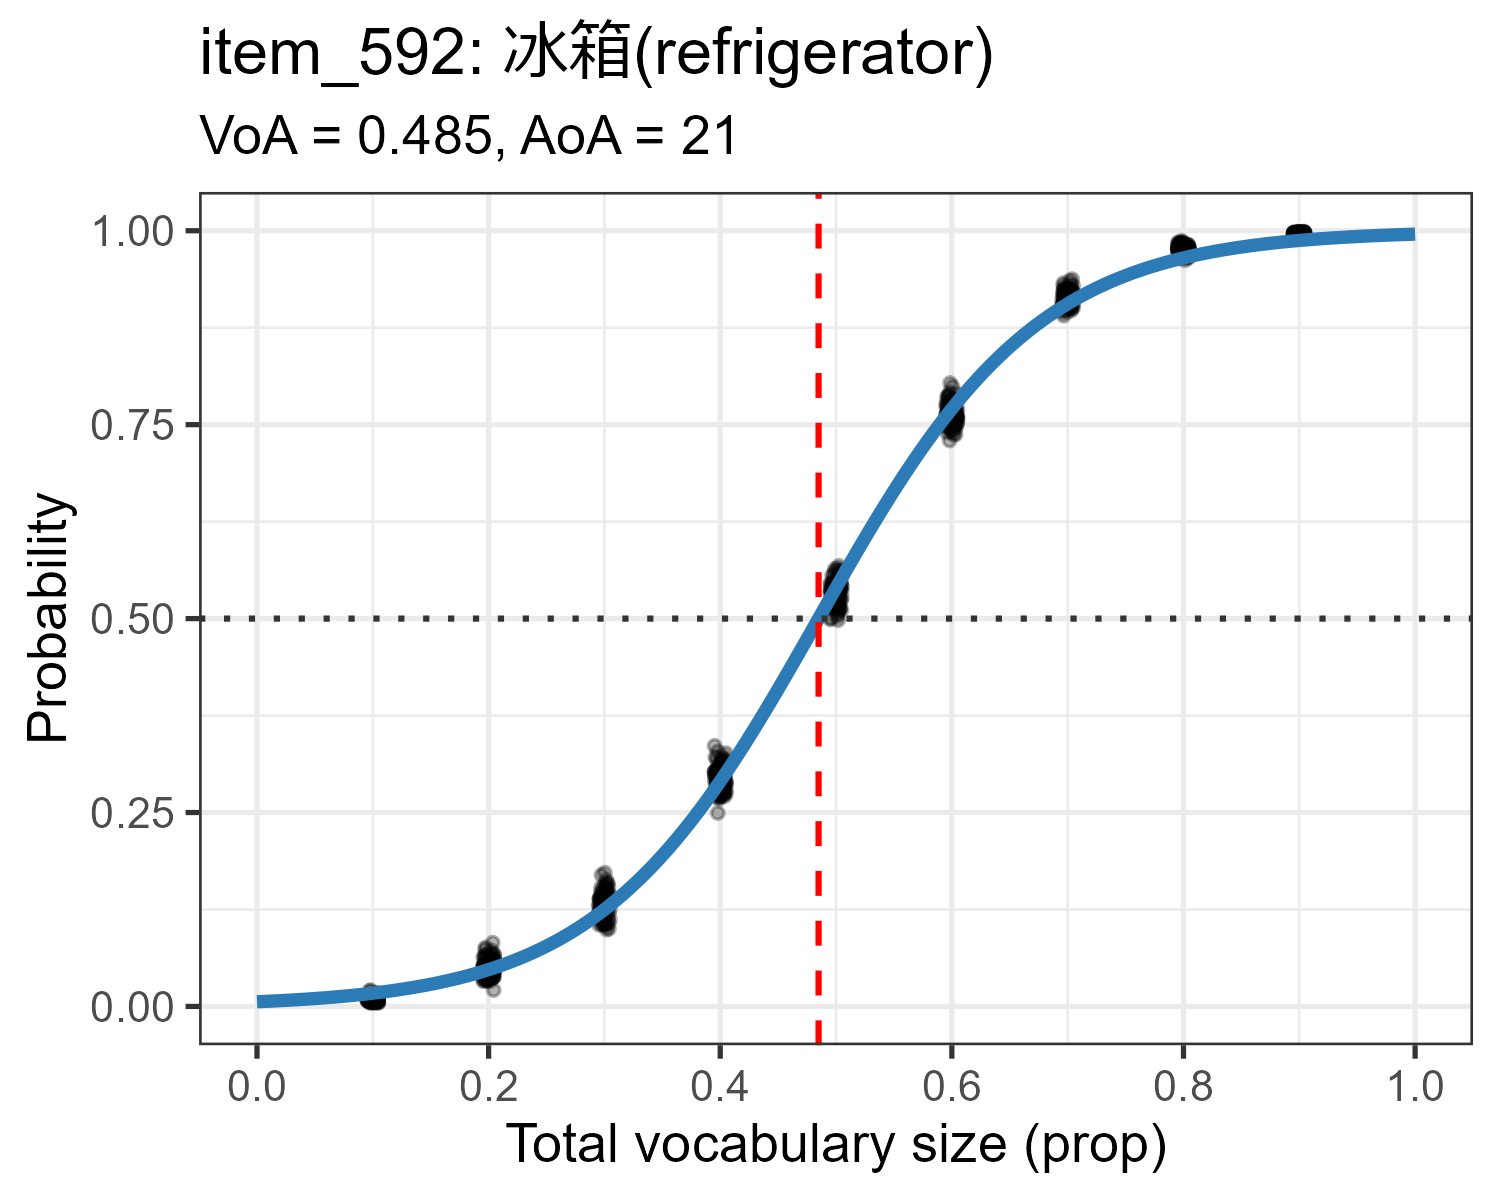 item_592: 冰箱(refrigerator)
VoA = 0.485, AoA = 21
1.00
0.75
0.50
0.25
0.00
Probability
0.0 0.2 0.4 0.6 0.8 1.0
Total vocabulary size (prop)